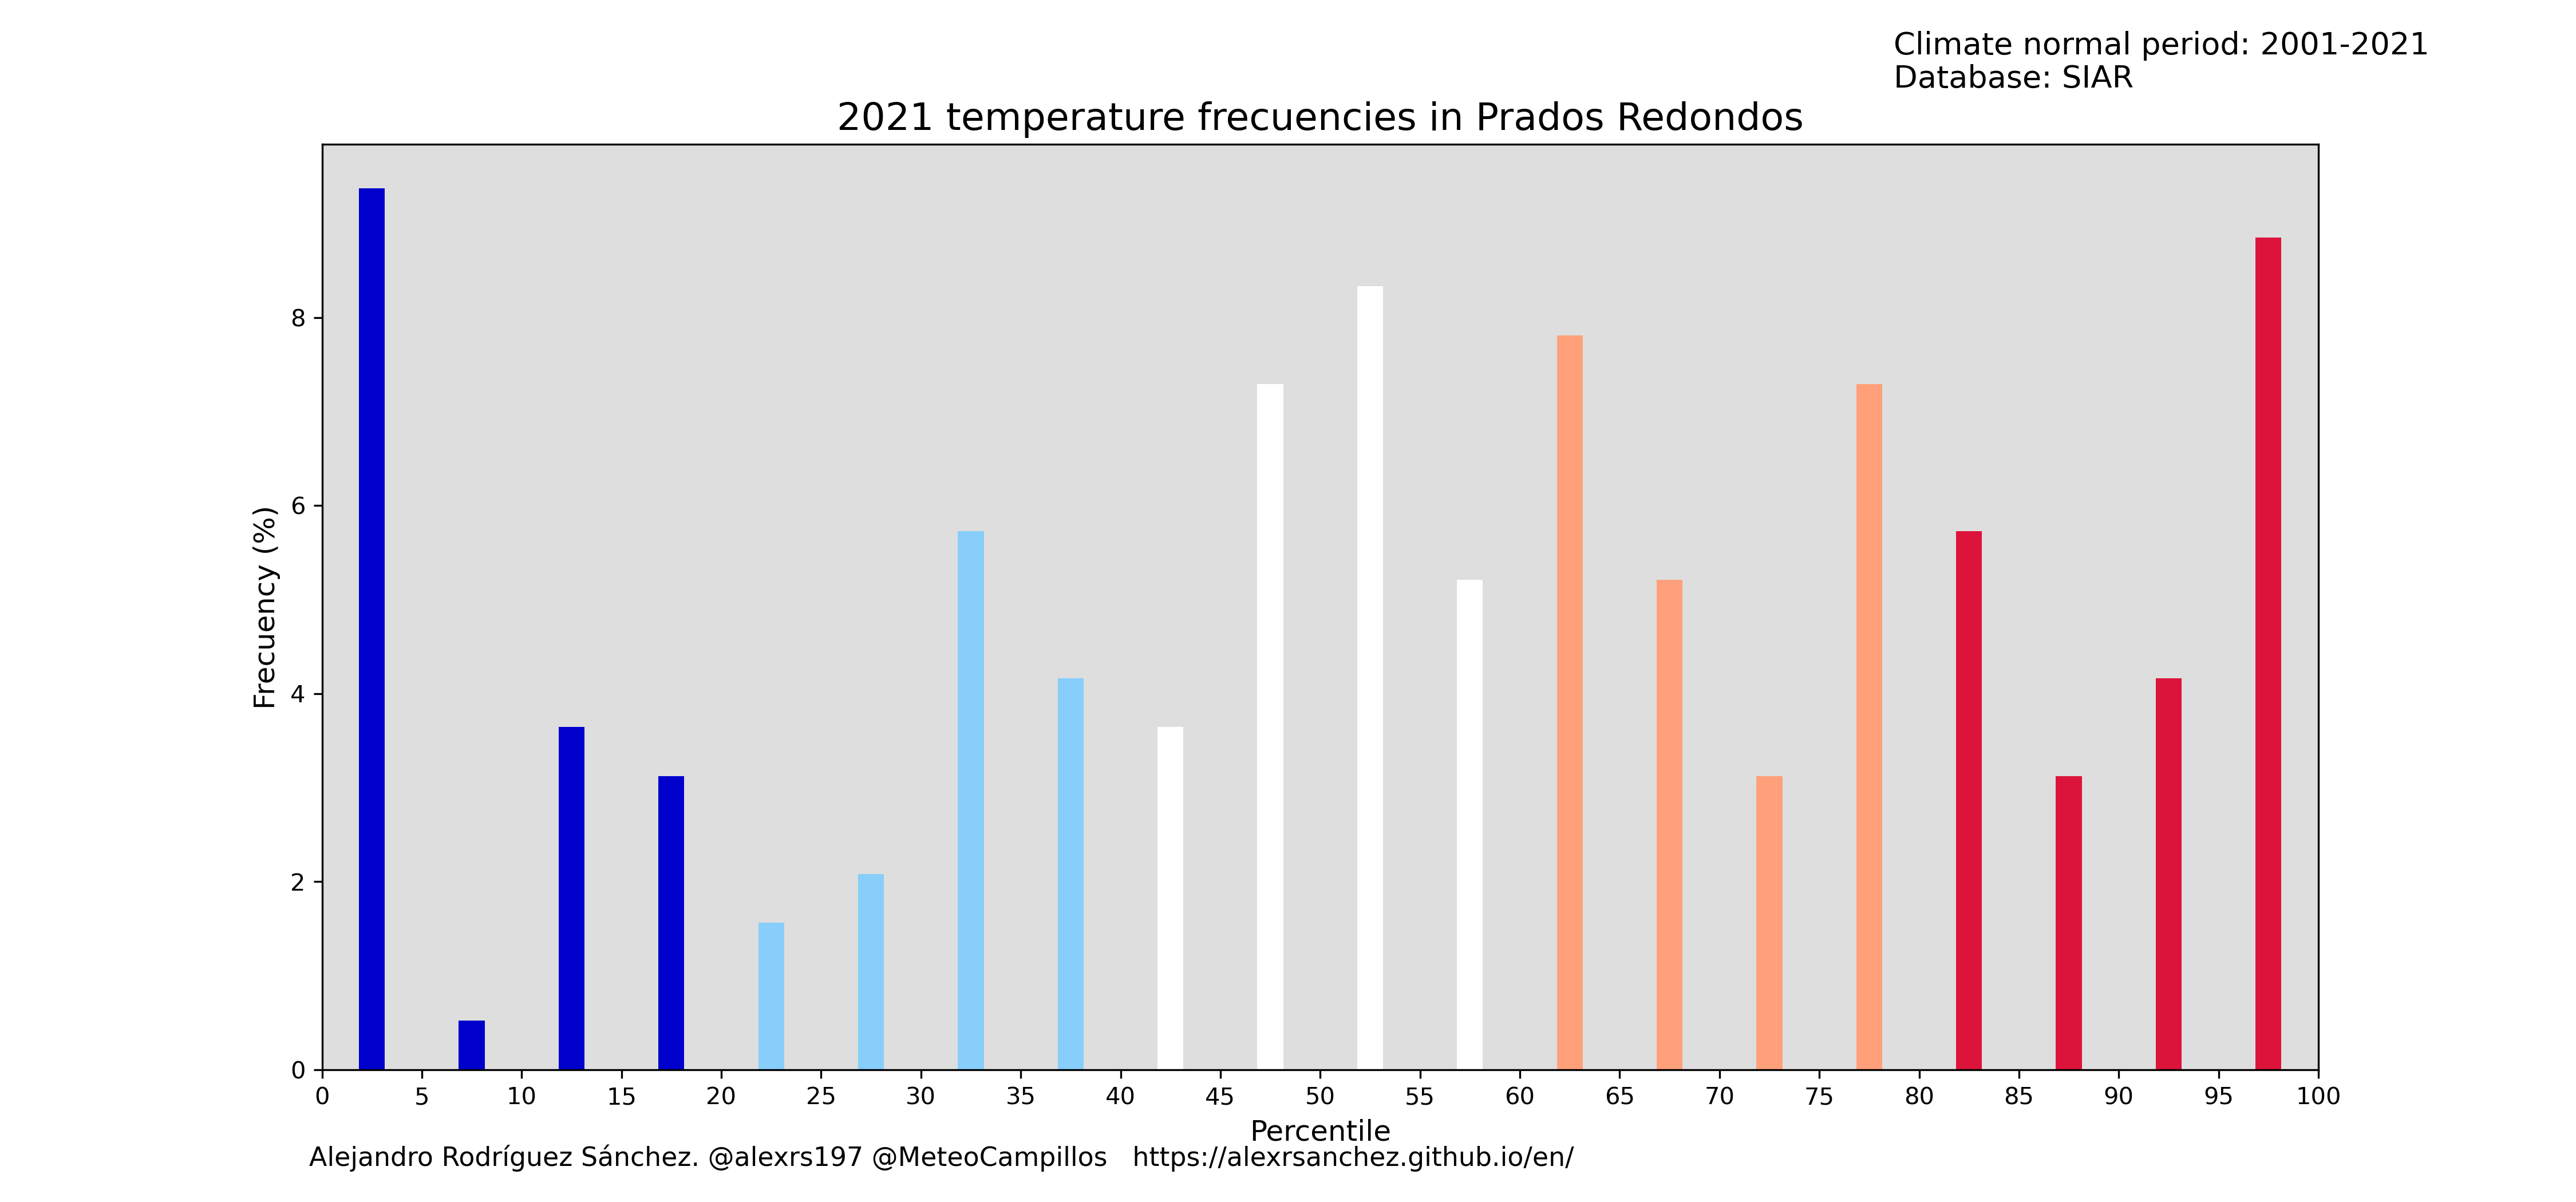 Climate normal period: 2001-2021
Database: SIAR
2021 temperature frecuencies in Prados Redondos
8
6
4
2
0
Frecuency (%)
0 5 10 15 20 25 30 35 40 45 50 55 60 65 70 75 80 85 90 95 100
Percentile
Alejandro Rodríguez Sánchez. @alexrs197 @MeteoCampillos https://alexrsanchez.github.io/en/